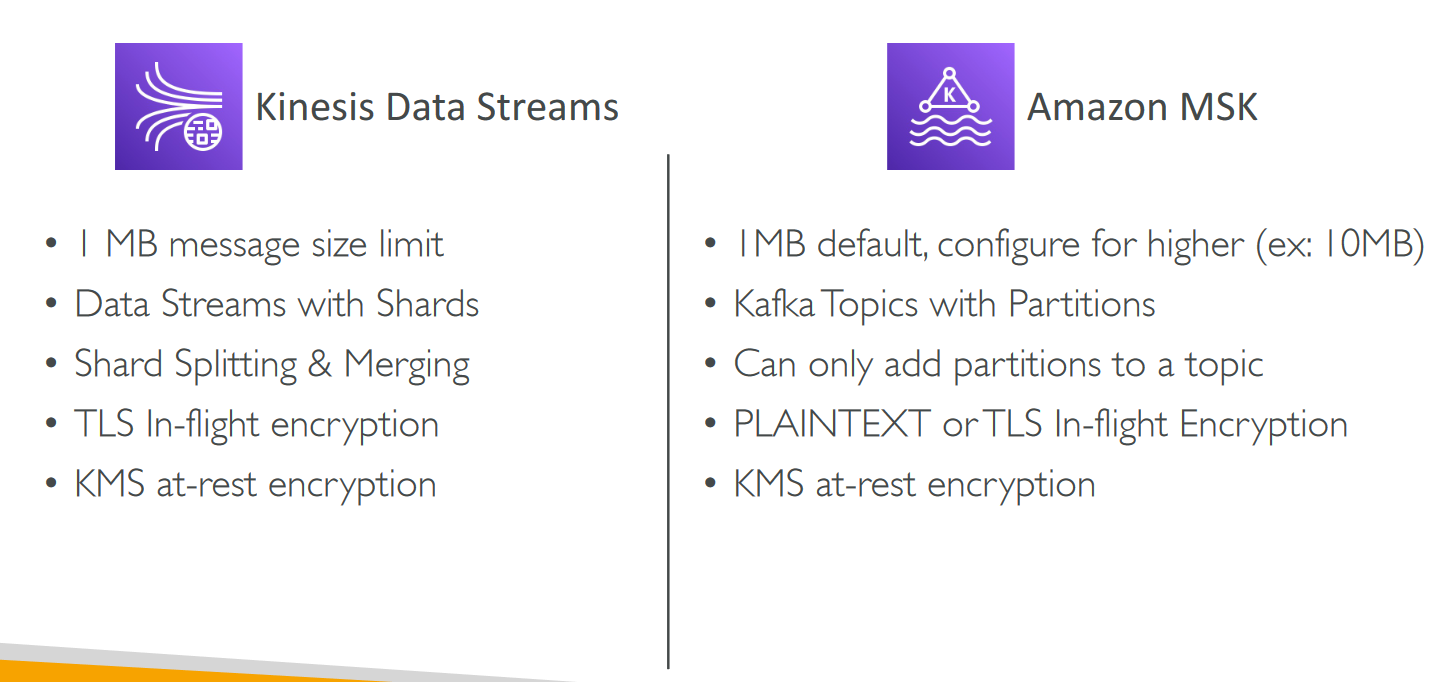 Kinesis Data Streams
• 1 MB message size limit
• Data Streams with Shards
• Shard Splitting & Merging
• TLS In-flight encryption
• KMS at-rest encryption
K
Amazon MSK
• 1MB default, configure for higher (ex: 10MB)
• Kafka Topics with Partitions
• Can only add partitions to a topic
• PLAINTEXT or TLS In-flight Encryption
• KMS at-rest encryption